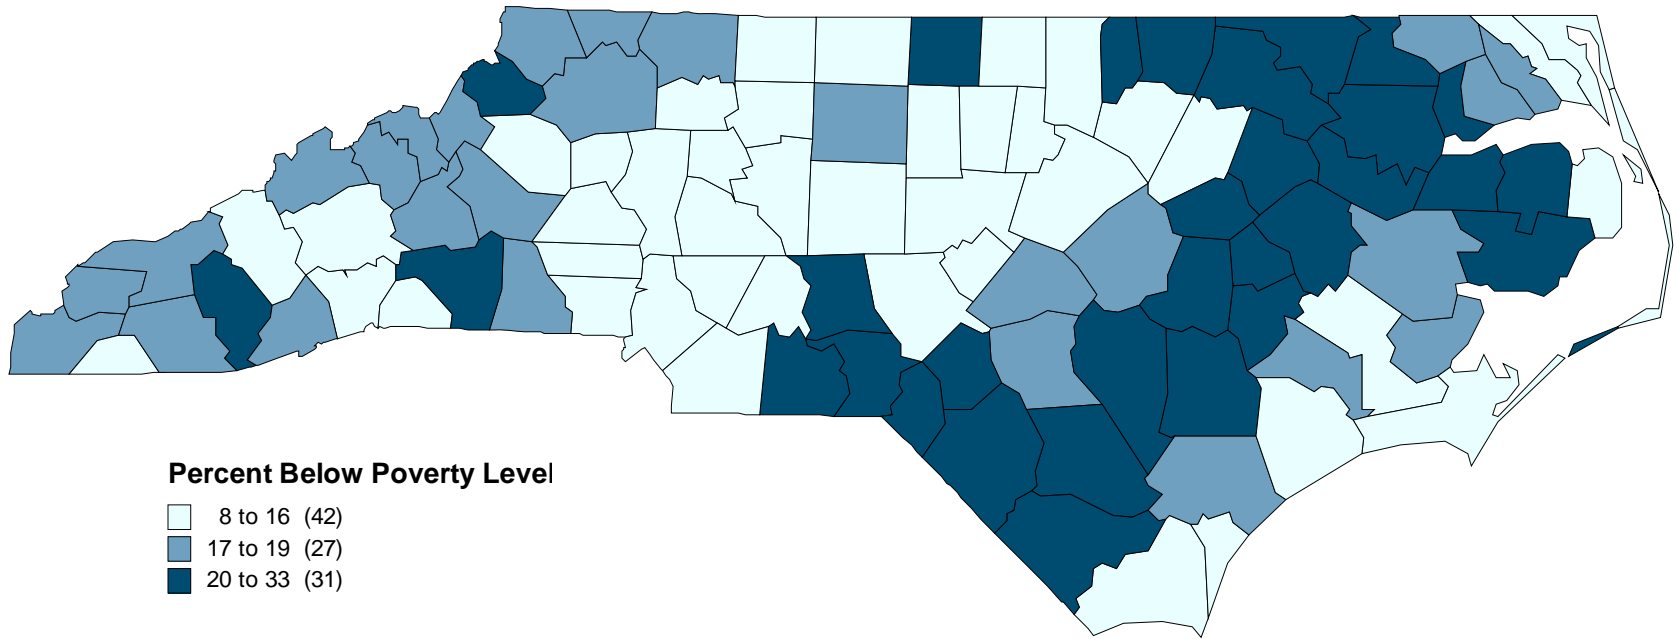 Percent Below Poverty Level
8 to 16 (42)
17 to 19 (27)
20 to 33 (31)